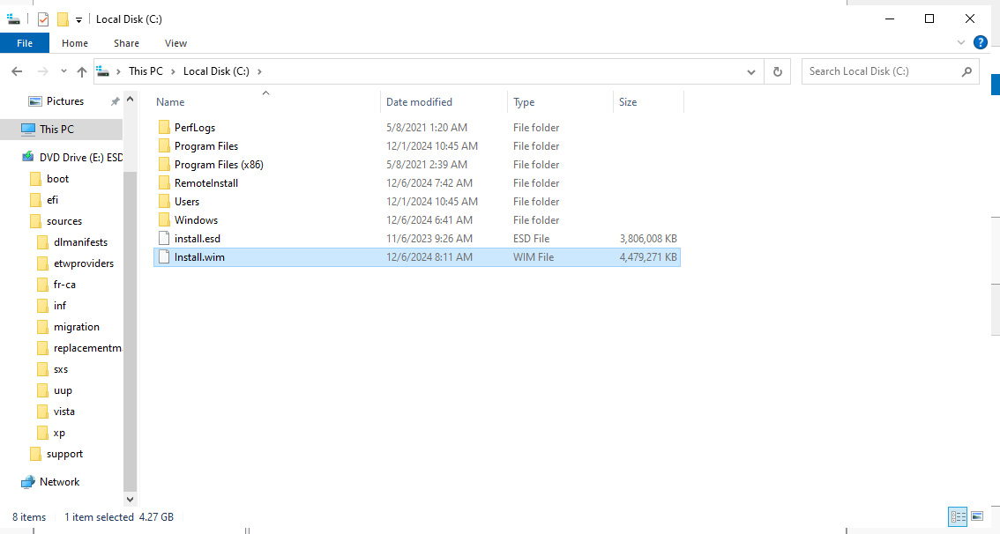 Local Disk (C:)
File Home Share View
This PC Local Disk (C:) Search Local Disk (C:)
Pictures
This PC
DVD Drive (E:) ESD
boot
efi
sources
dlmanifests
etwproviders
fr-ca
inf
migration
replacementma
sxs
uup
vista
xp
support
Network
Name Date modified Type Size
PerfLogs 5/8/2021 1:20 AM File folder
Program Files 12/1/2024 10:45 AM File folder
Program Files (x86) 5/8/2021 2:39 AM File folder
RemoteInstall 12/6/2024 7:42 AM File folder
Users 12/1/2024 10:45 AM File folder
Windows 12/6/2024 6:41 AM File folder
install.esd 11/6/2023 9:26 AM ESD File 3,806,008 KB
Install.wim 12/6/2024 8:11 AM WIM File 4,479,271 KB
8 items 1 item selected 4.27 GB